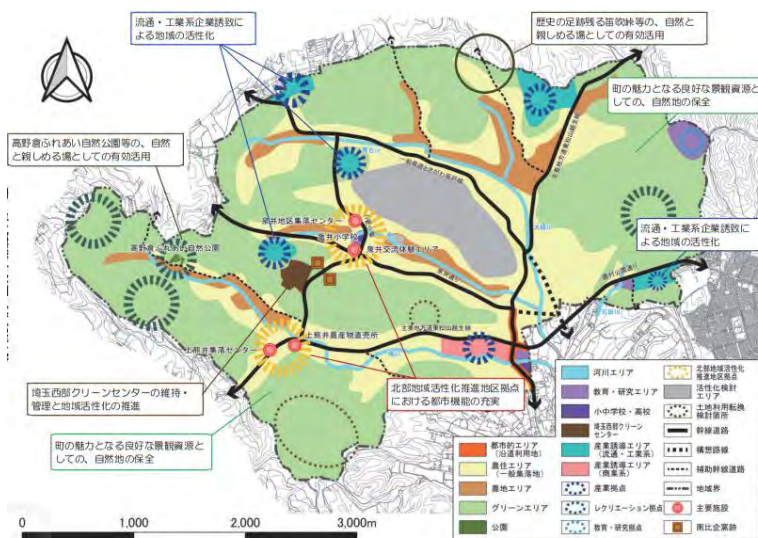 流通・工業系企業誘致に
よる地域の活性化
歴史の足跡残る笛吹峠等の、自然と
親しめる場としての有効活用
町の魅力となる良好な景観資源と
しての、自然地の保全
高野倉ふれあい自然公園等の、自然
と親しめる場としての有効活用
泉井地区集落センター
亀井小学校
泉井交流体験エリア
高野倉ふれあい自然公園
流通・工業系企業誘致に
よる地域の活性化
上熊井農産物直売所
上熊井集落センター
主要地方道東松山越生線
埼玉西部クリーンセンターの維持・
管理と地域活性化の推進
北部地域活性化推進地区拠点
における都市機能の充実
町の魅力となる良好な景観資源と
しての、自然地の保全
河川エリア
教育・研究エリア
小中学校・高校
埼玉西部クリーン
センター
産業誘導エリア
(流通・工業系)
産業誘導エリア
(商業系)
産業拠点
レクリエーション拠点
教育・研究拠点
北部地域活性化
推進地区拠点
活性化検討
エリア
土地利用転換
検討箇所
幹線道路
構想路線
補助幹線道路
地域界
主要施設
南比企窯跡
都市的エリア
(沿道利用地)
農住エリア
(一般集落地)
農地エリア
グリーンエリア
公園
0 1,000 2,000 3,000m